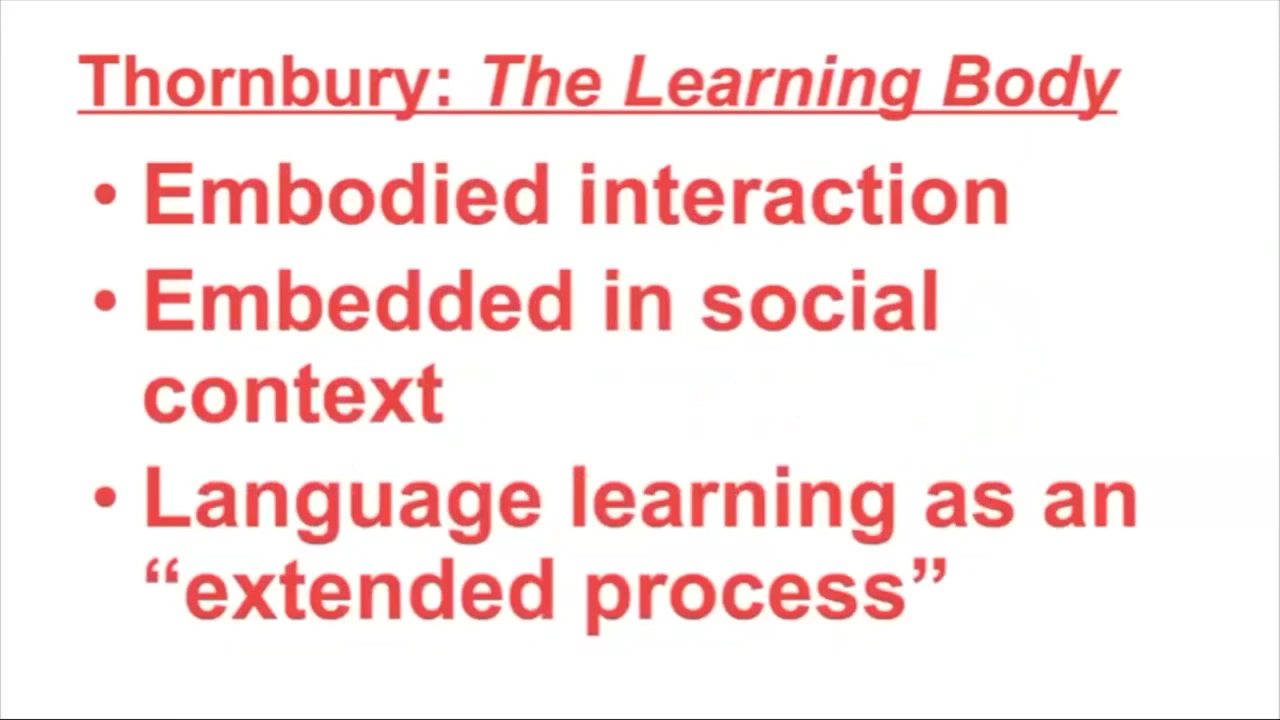 Thornbury: The Learning Body
• Embodied interaction
• Embedded in social
context
• Language learning as an
“extended process”